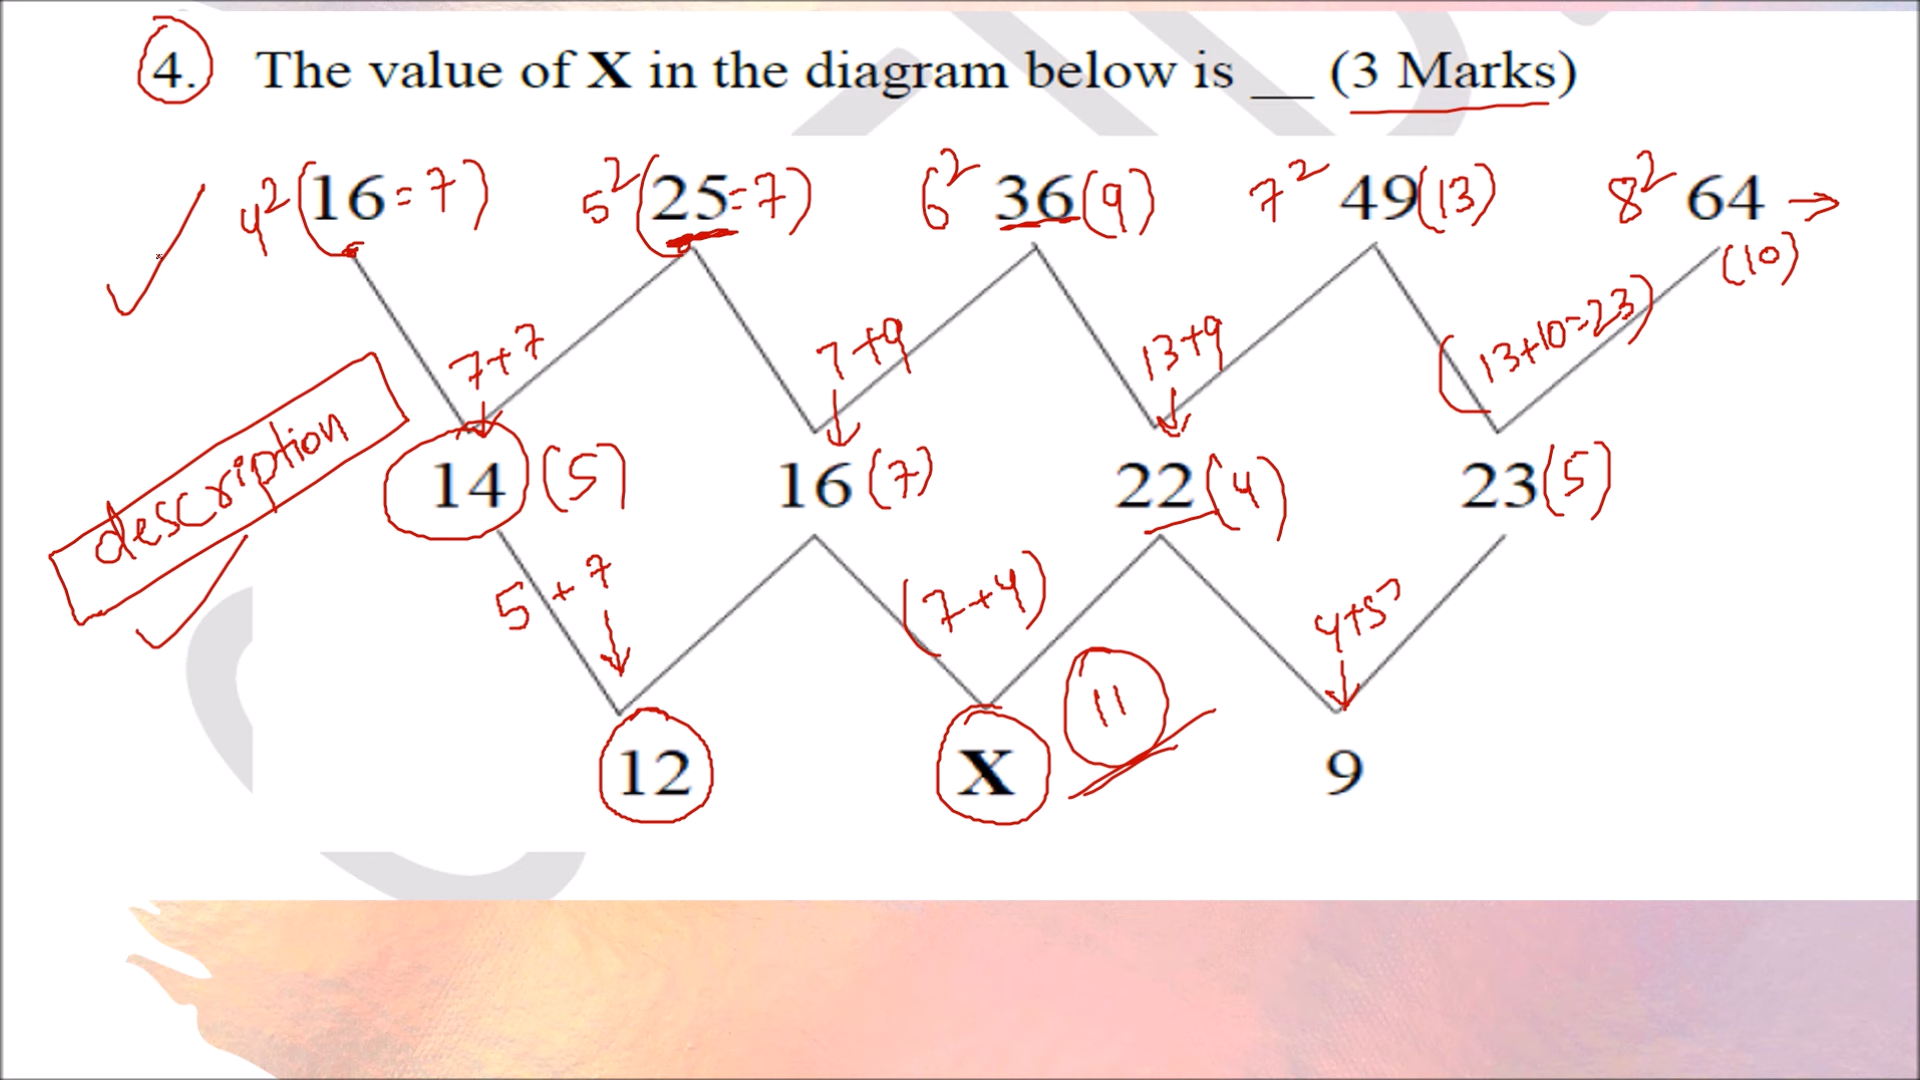 4. The value of X in the diagram below is __ (3 Marks)
4² (16 = 7) 5² (25 = 7) 6² 36 (9) 7² 49 (13) 8² 64 →
(10)
7+7 7+9 13+9 (13+10=23)
14 (5) 16 (7) 22 (4) 23 (5)
description
5 + 7 (7+4) 4+5
11
12 X 9